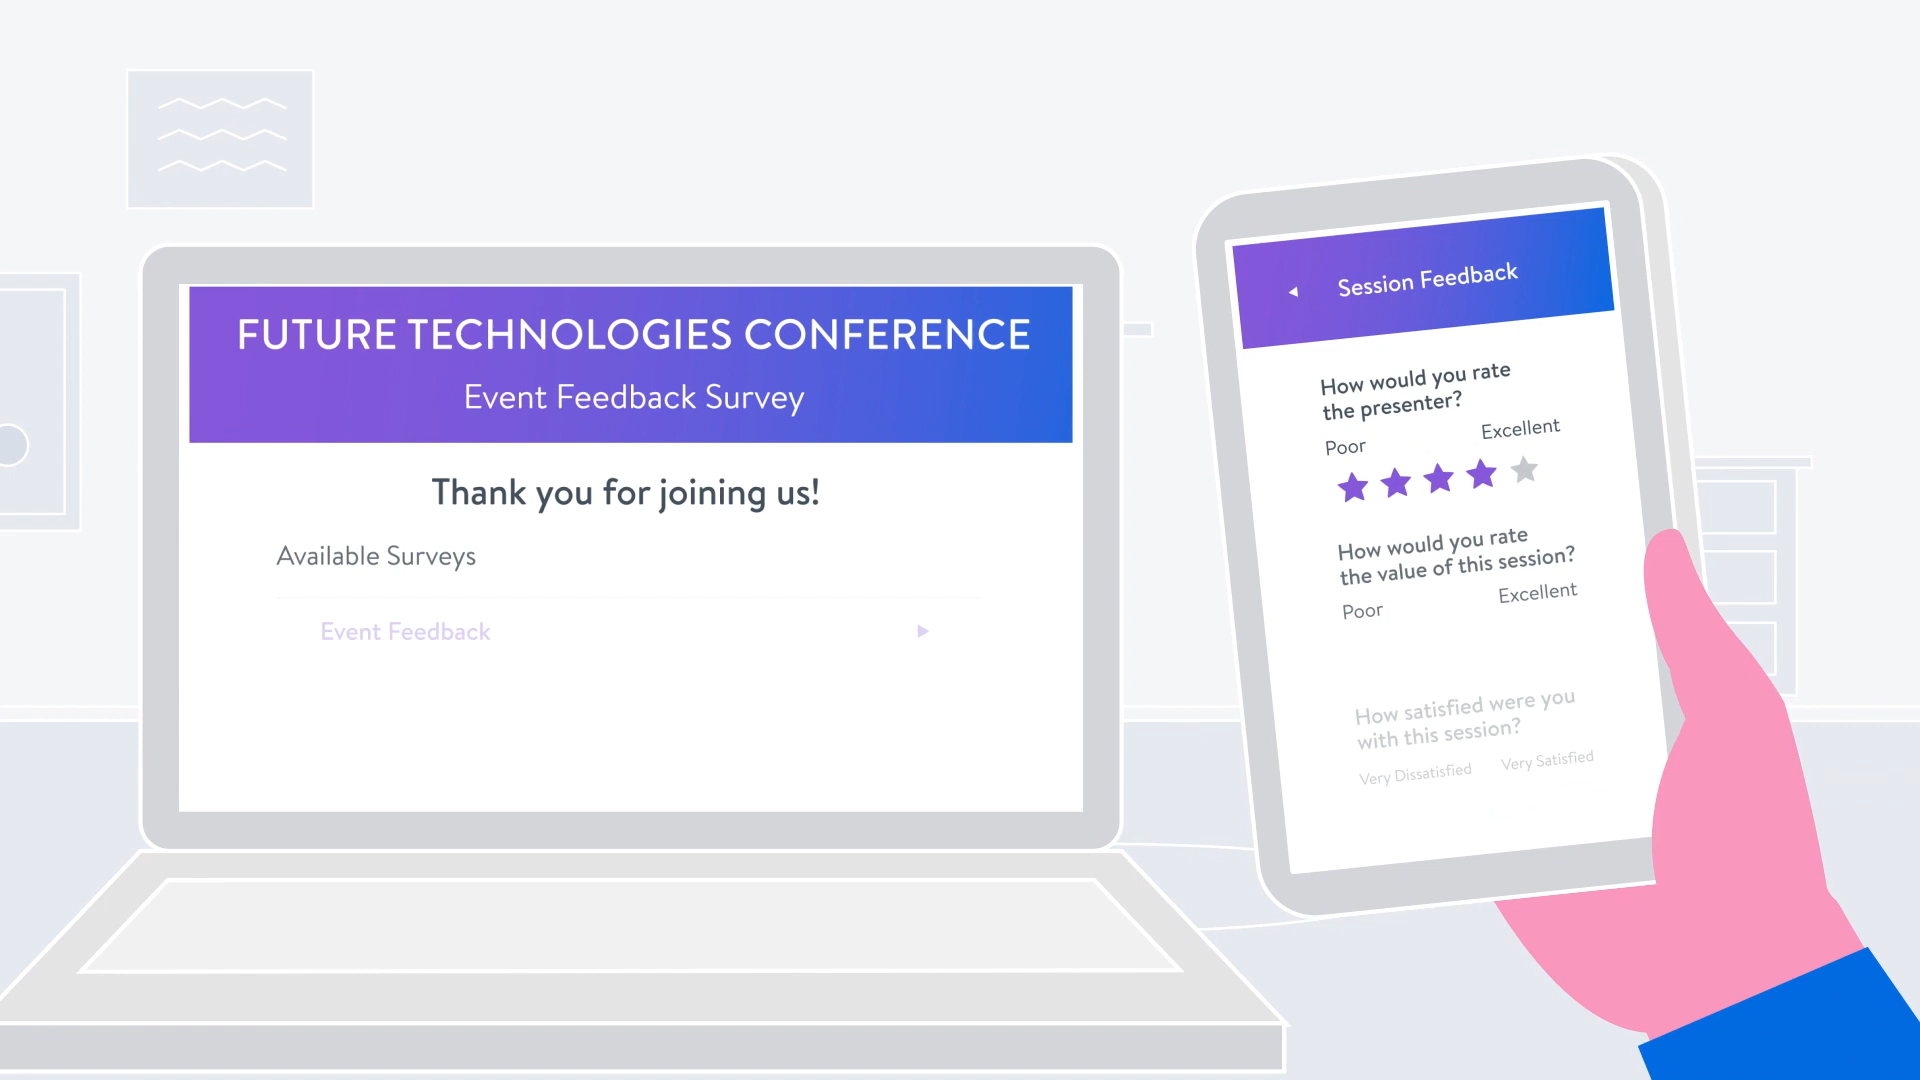 FUTURE TECHNOLOGIES CONFERENCE
Event Feedback Survey
Thank you for joining us!
Available Surveys
Event Feedback
Session Feedback
How would you rate
the presenter?
Poor Excellent
How would you rate
the value of this session?
Poor Excellent
How satisfied were you
with this session?
Very Dissatisfied Very Satisfied